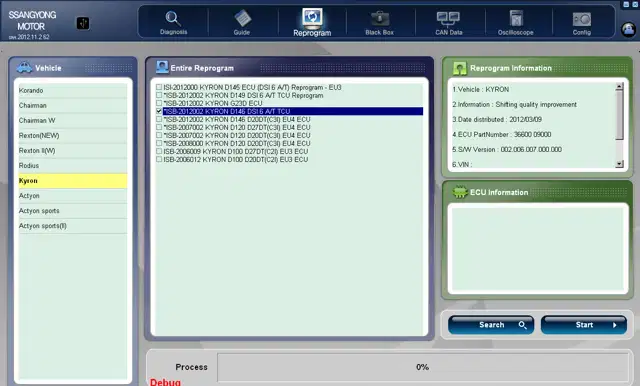 SSANGYONG
MOTOR
Ver.2012.11.2.62
Diagnosis
Guide
Reprogram
Black Box
CAN Data
Oscilloscope
Config
Vehicle
Korando
Chairman
Chairman W
Rexton(NEW)
Rexton II(W)
Rodius
Kyron
Actyon
Actyon sports
Actyon sports(II)
Entire Reprogram
ISI-2012000 KYRON D145 ECU (DSI 6 A/T) Reprogram - EU3
*ISB-2012002 KYRON D149 DSI 6 A/T TCU Reprogram
*ISB-2012002 KYRON G23D ECU
*ISB-2012002 KYRON D146 DSI 6 A/T TCU
*ISB-2012002 KYRON D146 D20DT(C3I) EU4 ECU
*ISB-2007002 KYRON D120 D27DT(C3I) EU4 ECU
*ISB-2007002 KYRON D120 D20DT(C3I) EU4 ECU
*ISB-2008000 KYRON D120 D20DT(C3I) EU4 ECU
ISB-2006009 KYRON D100 D27DT(C2I) EU3 ECU
ISB-2006012 KYRON D100 D20DT(C2I) EU3 ECU
Reprogram Information
1.Vehicle : KYRON
2.Information : Shifting quality improvement
3.Date distributed : 2012/03/09
4.ECU PartNumber : 36600 09000
5.S/W Version : 002.006.007.000.000
6.VIN :
ECU Information
Search
Start
Process
0%
Debug